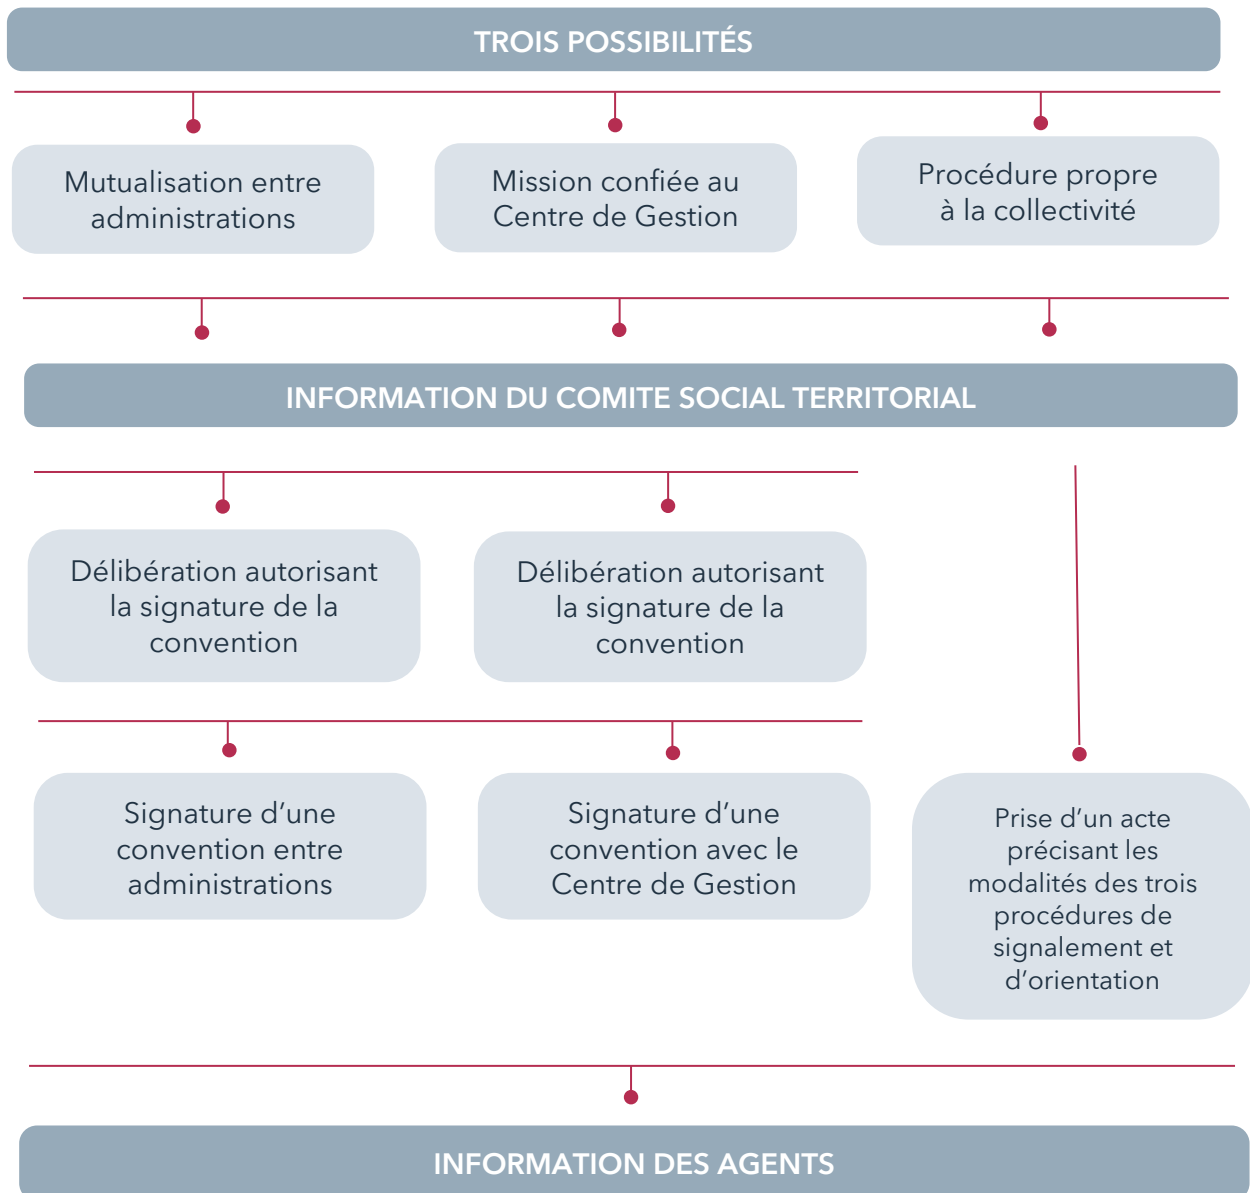 TROIS POSSIBILITÉS
Mutualisation entre
administrations
Mission confiée au
Centre de Gestion
Procédure propre
à la collectivité
INFORMATION DU COMITE SOCIAL TERRITORIAL
Délibération autorisant
la signature de la
convention
Délibération autorisant
la signature de la
convention
Signature d’une
convention entre
administrations
Signature d’une
convention avec le
Centre de Gestion
Prise d’un acte
précisant les
modalités des trois
procédures de
signalement et
d’orientation
INFORMATION DES AGENTS